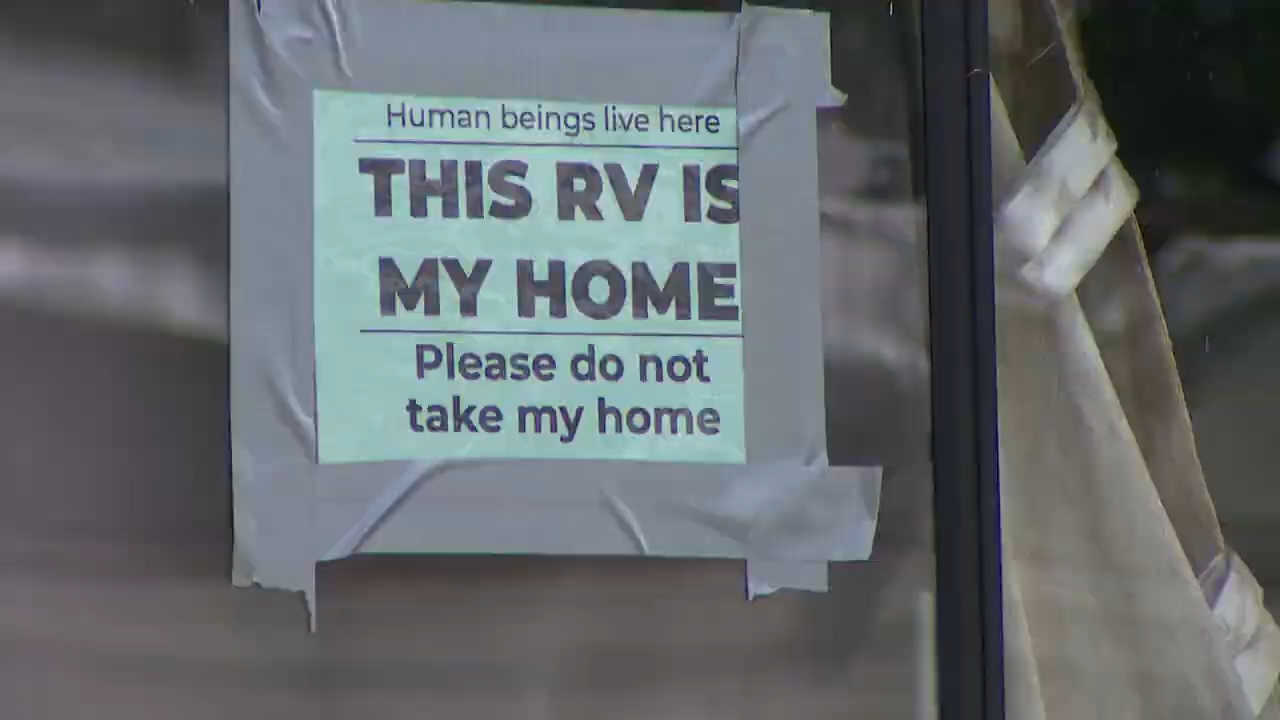 Human beings live here
THIS RV IS
MY HOME
Please do not
take my home